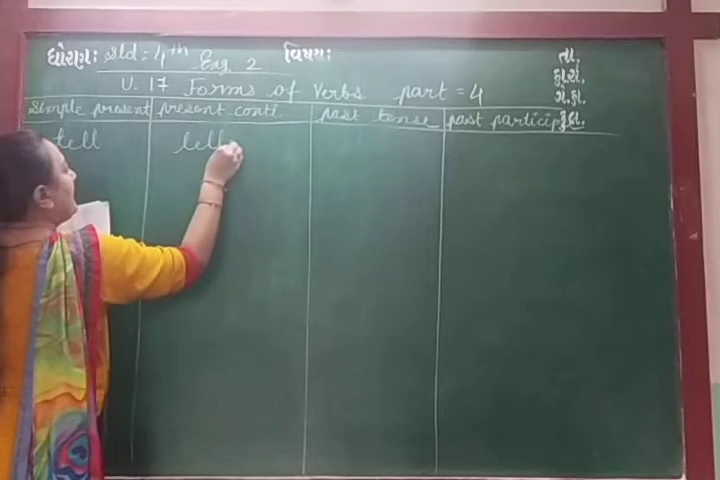 ધોરણઃ Std = 4th Eng. 2 વિષયઃ તા.
કુ.સં.
ગે.હા.
U. 17 Forms of Verbs part = 4
Simple present present conti past tense past particip કુ.હા.
tell tell